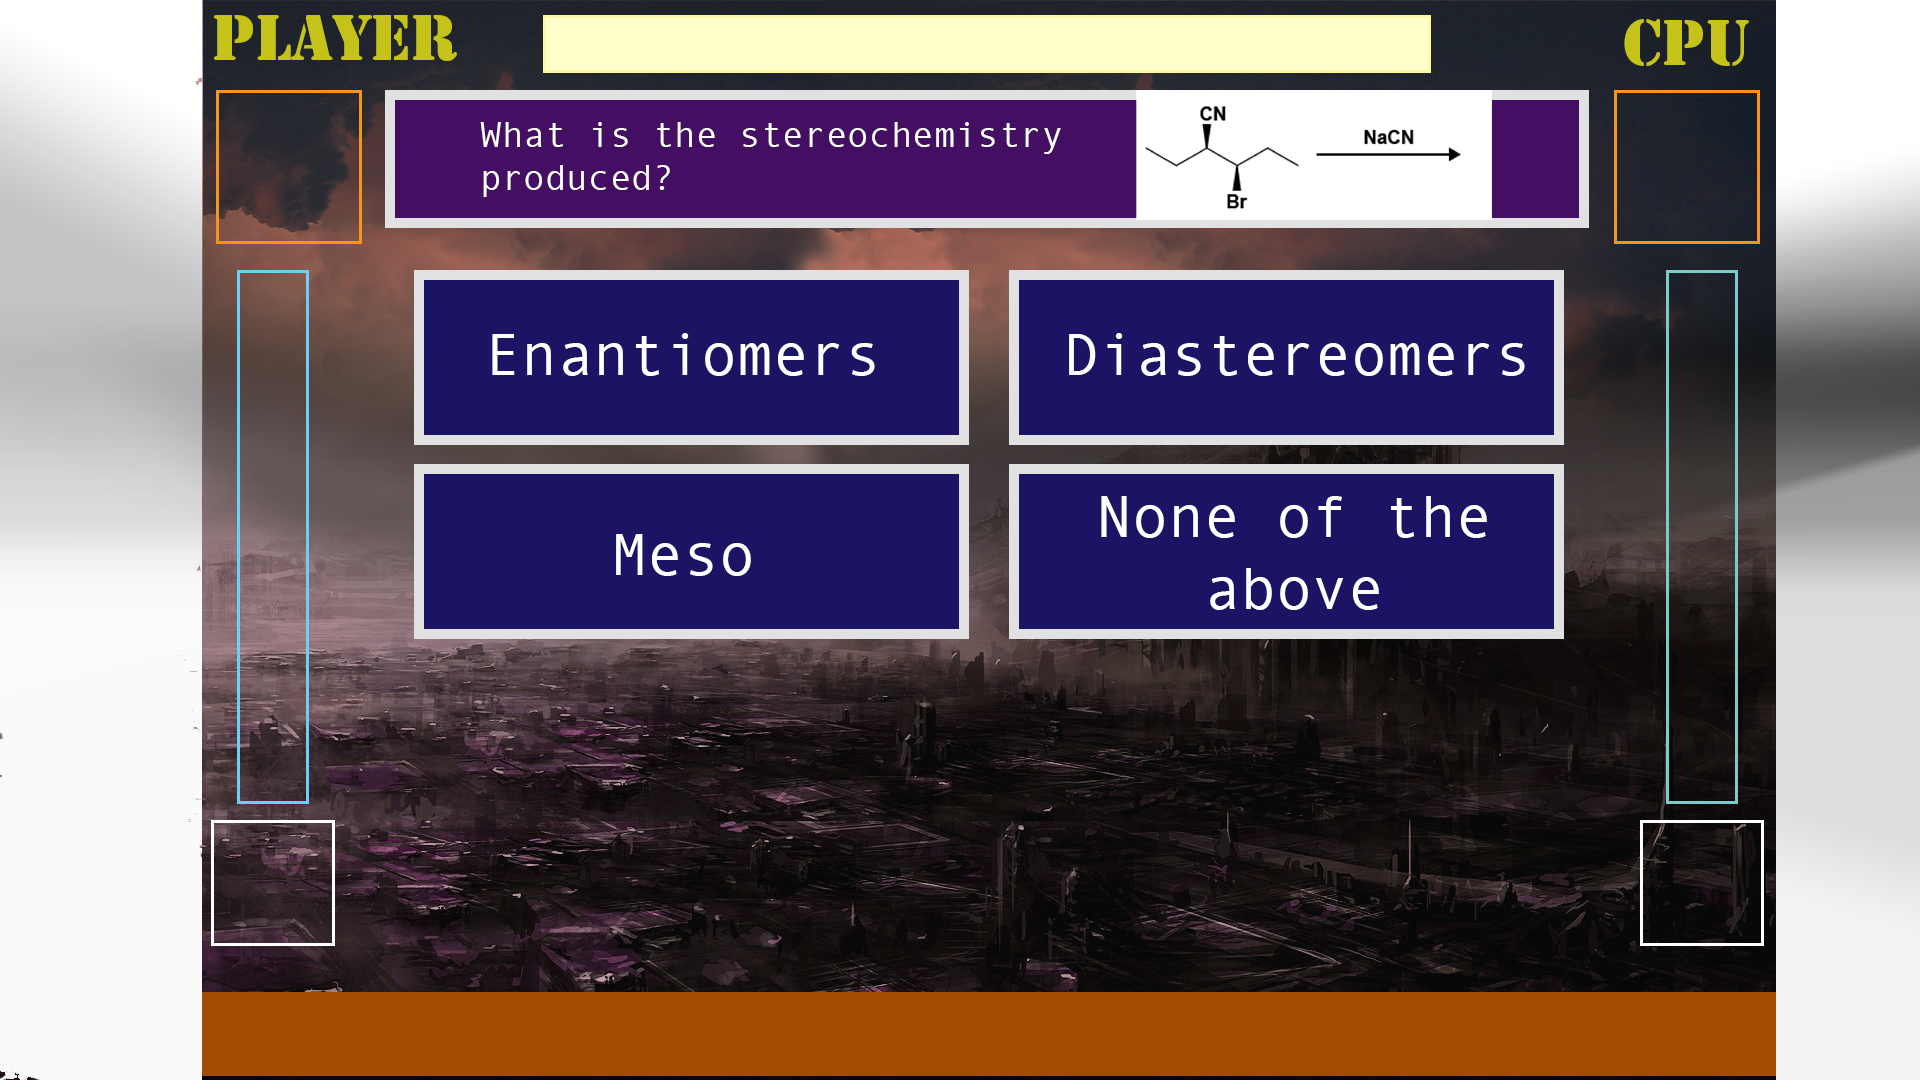 PLAYER
CPU
What is the stereochemistry
produced?
CN
NaCN
Br
Enantiomers
Diastereomers
Meso
None of the
above